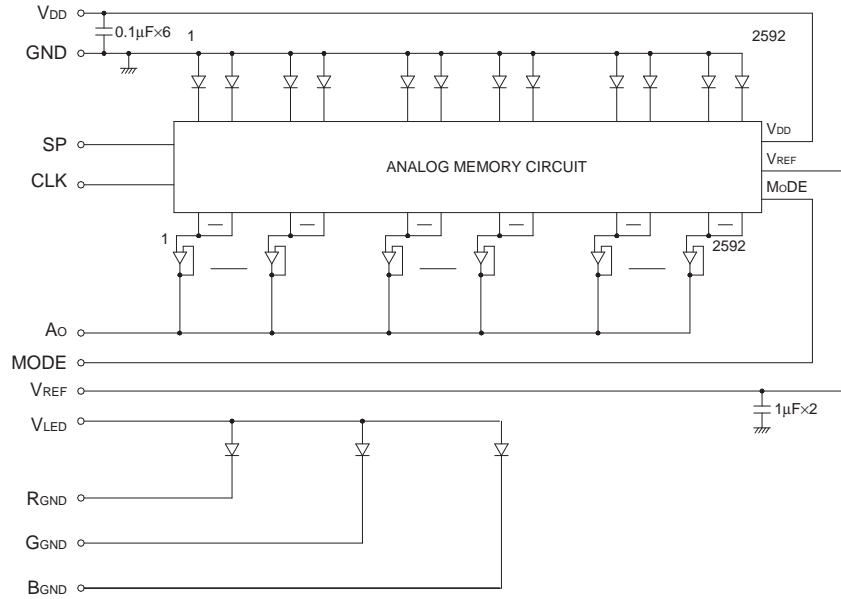 VDD
0.1μF×6
1
2592
GND
SP
VDD
ANALOG MEMORY CIRCUIT
VREF
CLK
MODE
1
2592
AO
MODE
VREF
1μF×2
VLED
RGND
GGND
BGND